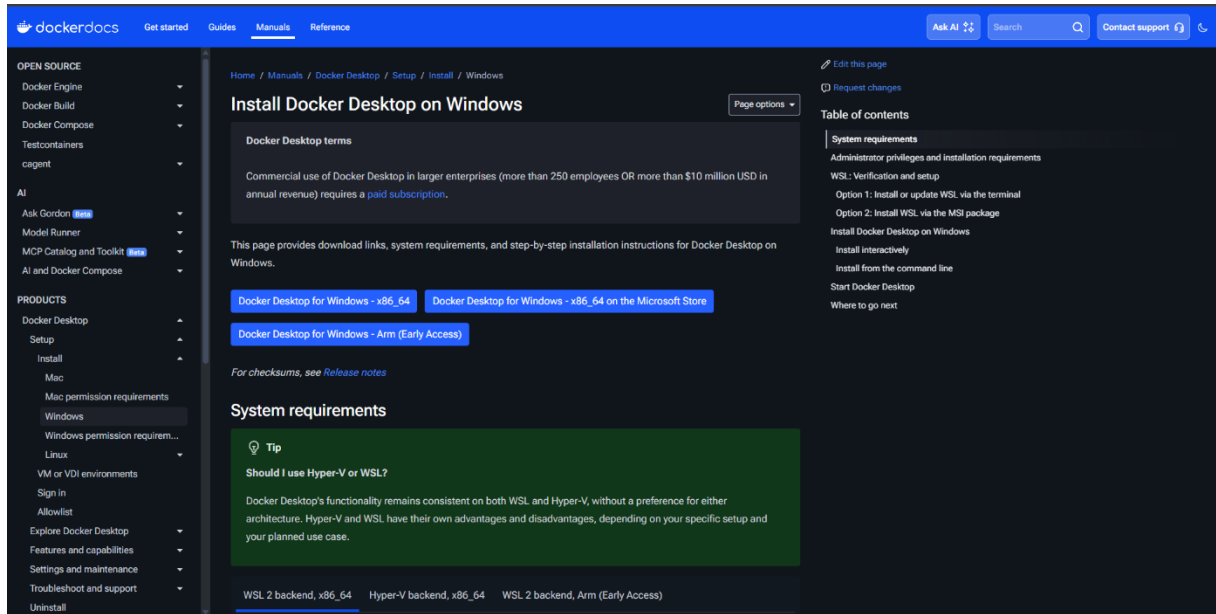 dockerdocs
Get started
Guides
Manuals
Reference
Ask AI
Search
Contact support
OPEN SOURCE
Docker Engine
Docker Build
Docker Compose
Testcontainers
cagent
AI
Ask Gordon Beta
Model Runner
MCP Catalog and Toolkit Beta
AI and Docker Compose
PRODUCTS
Docker Desktop
Setup
Install
Mac
Mac permission requirements
Windows
Windows permission requirem...
Linux
VM or VDI environments
Sign in
Allowlist
Explore Docker Desktop
Features and capabilities
Settings and maintenance
Troubleshoot and support
Uninstall
Home / Manuals / Docker Desktop / Setup / Install / Windows
Install Docker Desktop on Windows
Page options
Docker Desktop terms
Commercial use of Docker Desktop in larger enterprises (more than 250 employees OR more than $10 million USD in
annual revenue) requires a paid subscription.
This page provides download links, system requirements, and step-by-step installation instructions for Docker Desktop on
Windows.
Docker Desktop for Windows - x86_64
Docker Desktop for Windows - x86_64 on the Microsoft Store
Docker Desktop for Windows - Arm (Early Access)
For checksums, see Release notes
System requirements
Tip
Should I use Hyper-V or WSL?
Docker Desktop's functionality remains consistent on both WSL and Hyper-V, without a preference for either
architecture. Hyper-V and WSL have their own advantages and disadvantages, depending on your specific setup and
your planned use case.
WSL 2 backend, x86_64
Hyper-V backend, x86_64
WSL 2 backend, Arm (Early Access)
Edit this page
Request changes
Table of contents
System requirements
Administrator privileges and installation requirements
WSL: Verification and setup
Option 1: Install or update WSL via the terminal
Option 2: Install WSL via the MSI package
Install Docker Desktop on Windows
Install interactively
Install from the command line
Start Docker Desktop
Where to go next